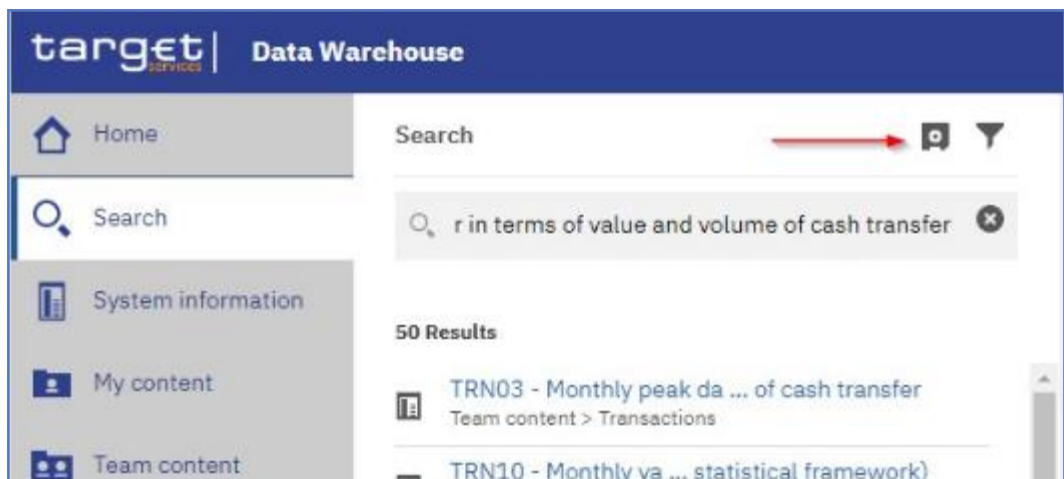 target| Data Warehouse
services
Home
Search
System information
My content
Team content
Search
r in terms of value and volume of cash transfer
50 Results
TRN03 - Monthly peak da ... of cash transfer
Team content > Transactions
TRN10 - Monthly va ... statistical framework)